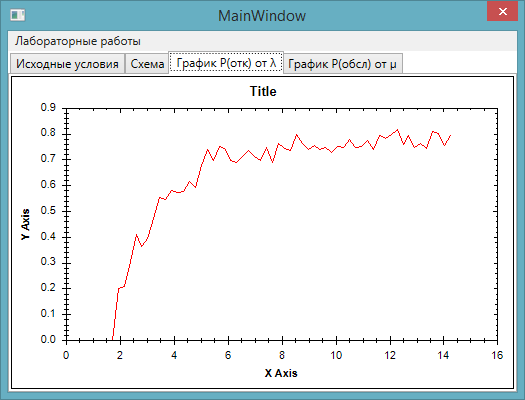 MainWindow
Лабораторные работы
Исходные условия Схема График P(отк) от λ График P(обсл) от μ
Title
0.9
0.8
0.7
0.6
0.5
0.4
0.3
0.2
0.1
0.0
Y Axis
0 2 4 6 8 10 12 14 16
X Axis